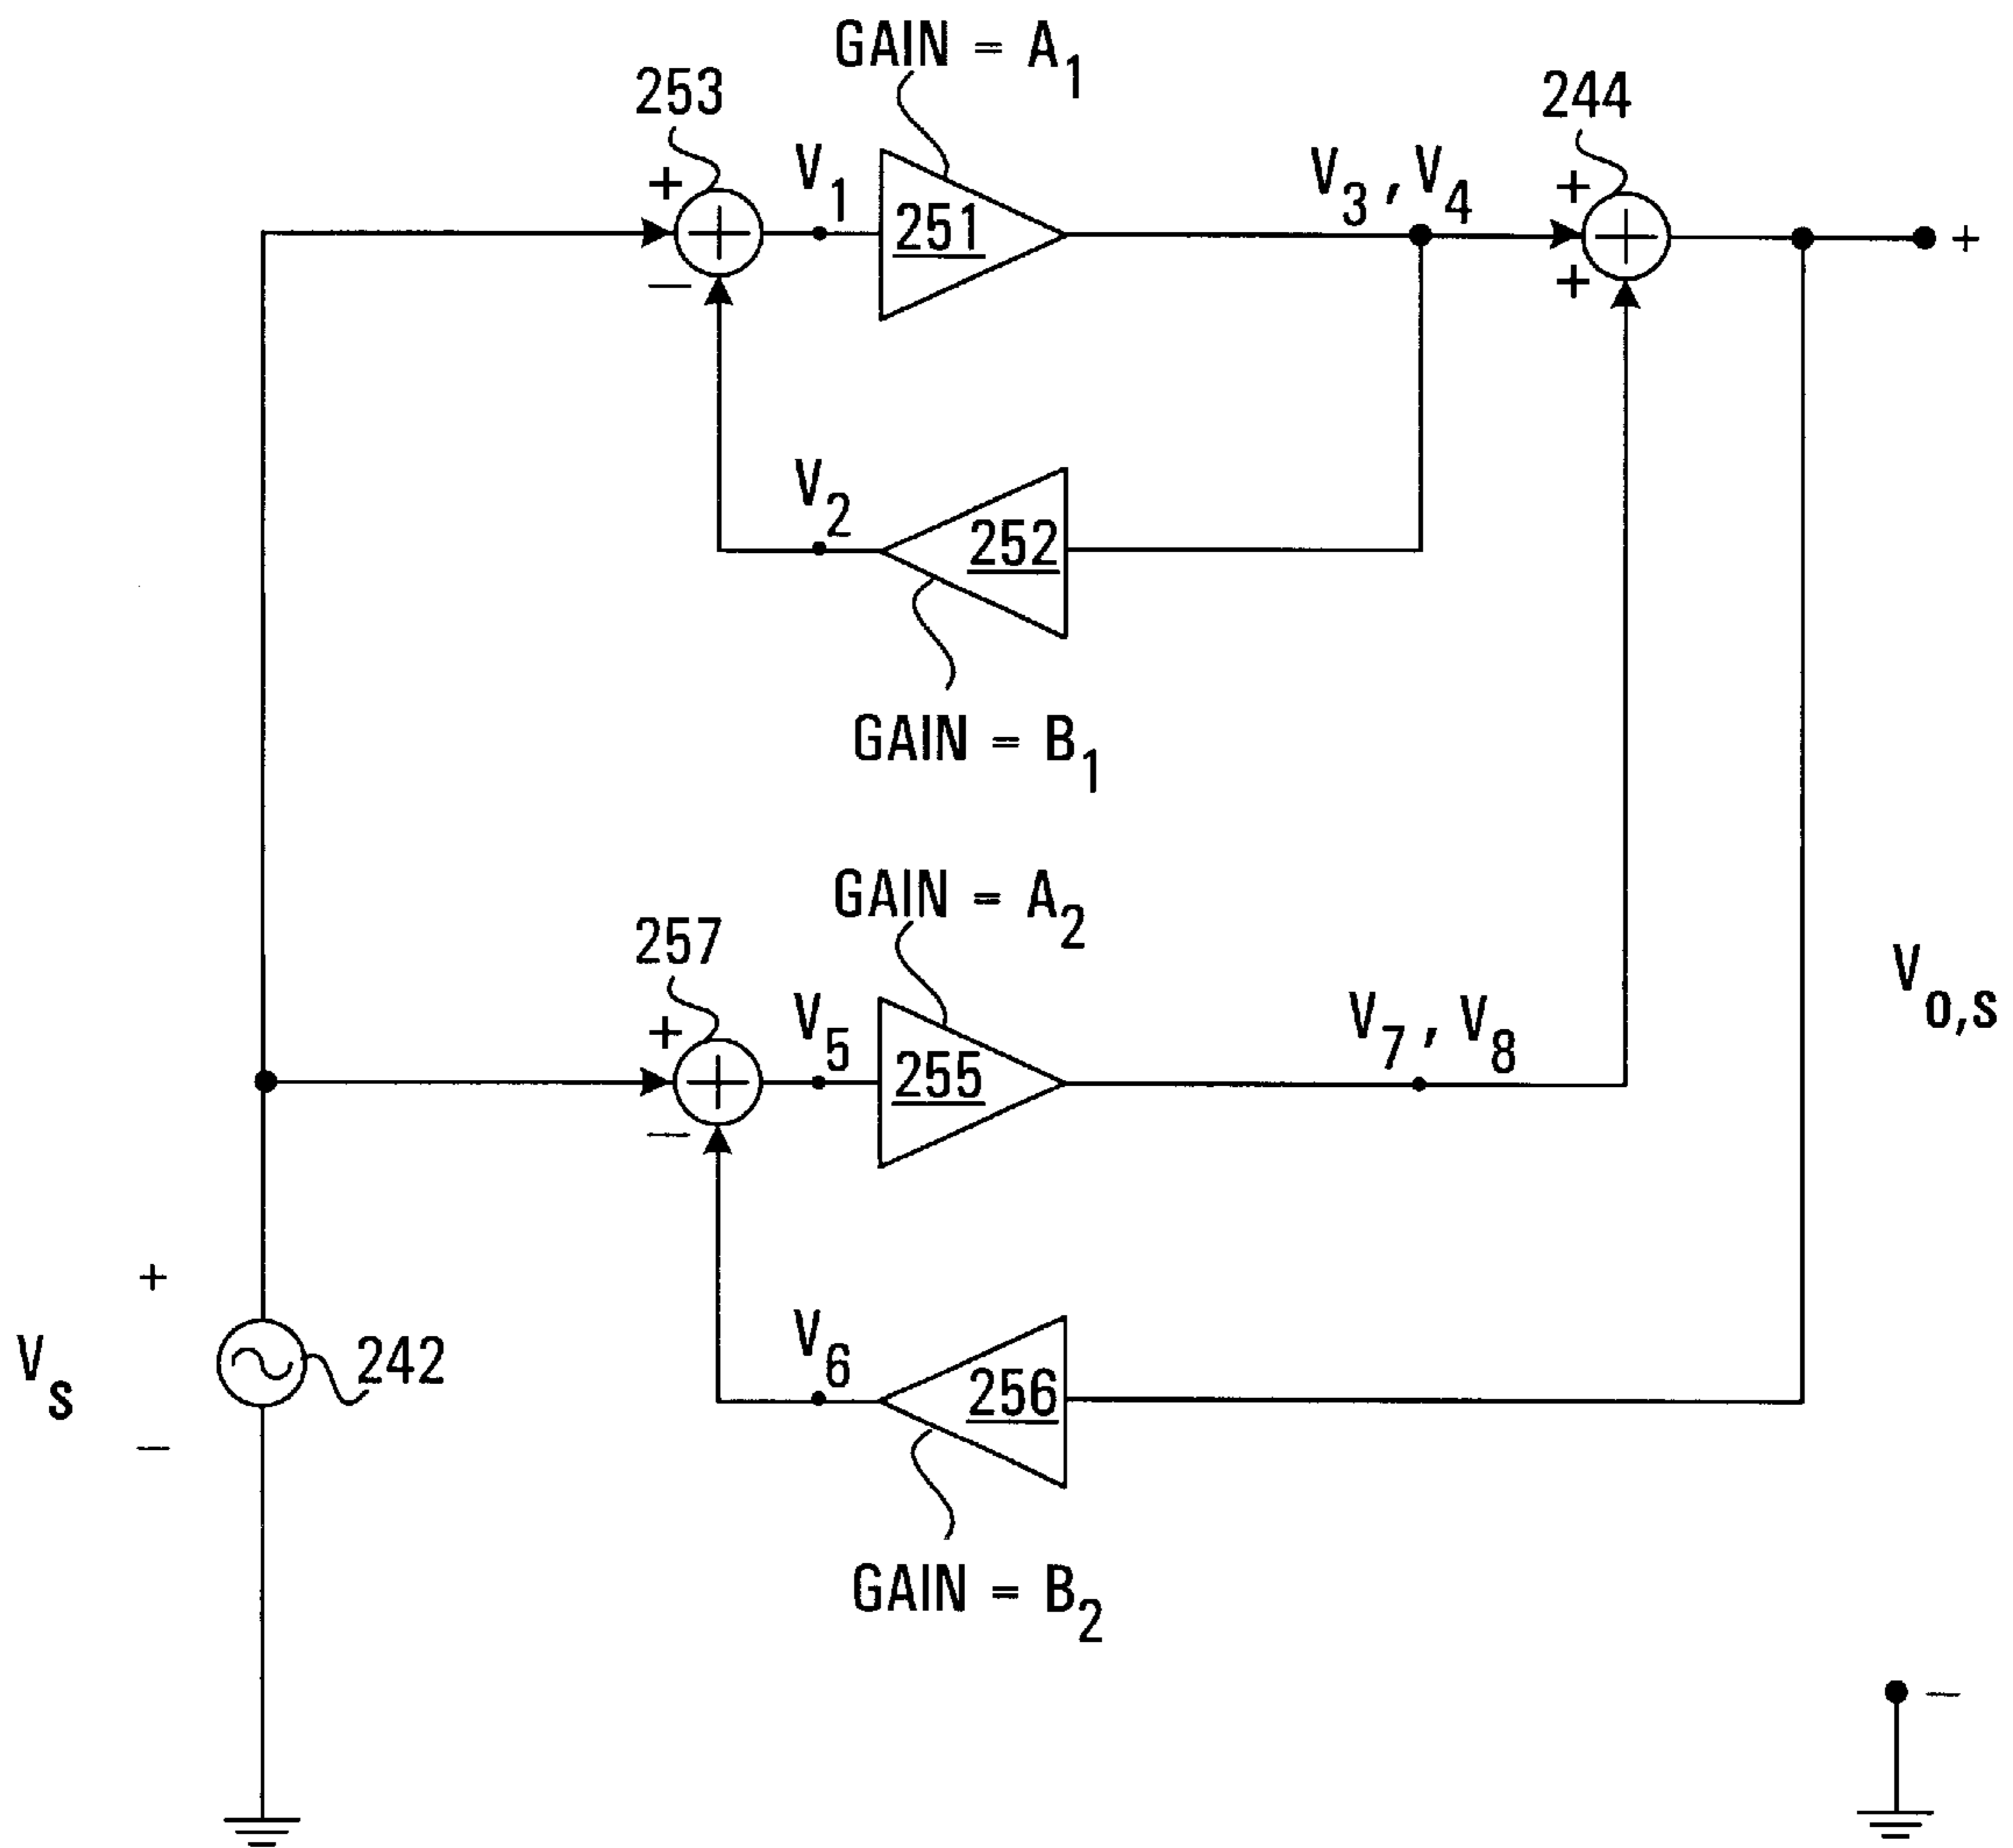 GAIN = A1
253
244
+
V1
V3 , V4
+
251
+
−
+
V2
252
GAIN = B1
GAIN = A2
257
V5
V7 , V8
Vo,s
+
255
−
+
V6
Vs
242
256
−
GAIN = B2
−